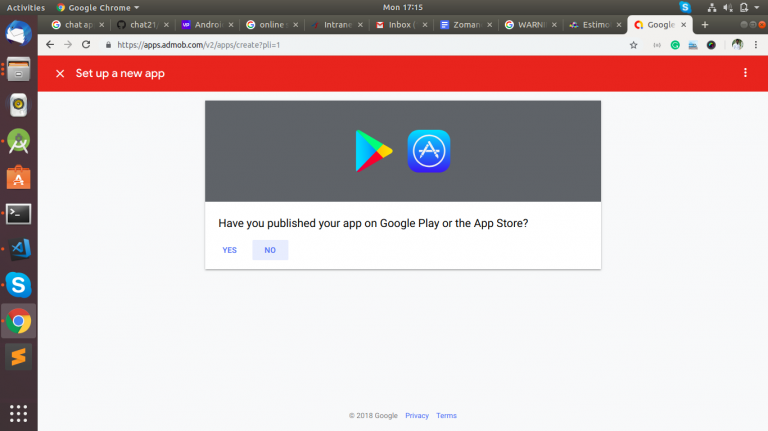 Activities
Google Chrome
Mon 17:15
chat ap
chat21,
Androi
online
Intrane
Inbox (
Zoman
WARNI
Estimo
Google
https://apps.admob.com/v2/apps/create?pli=1
Set up a new app
Have you published your app on Google Play or the App Store?
YES
NO
© 2018 Google
Privacy
Terms